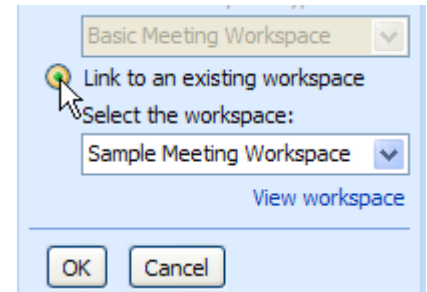 Basic Meeting Workspace
Link to an existing workspace
Select the workspace:
Sample Meeting Workspace
View workspace
OK Cancel